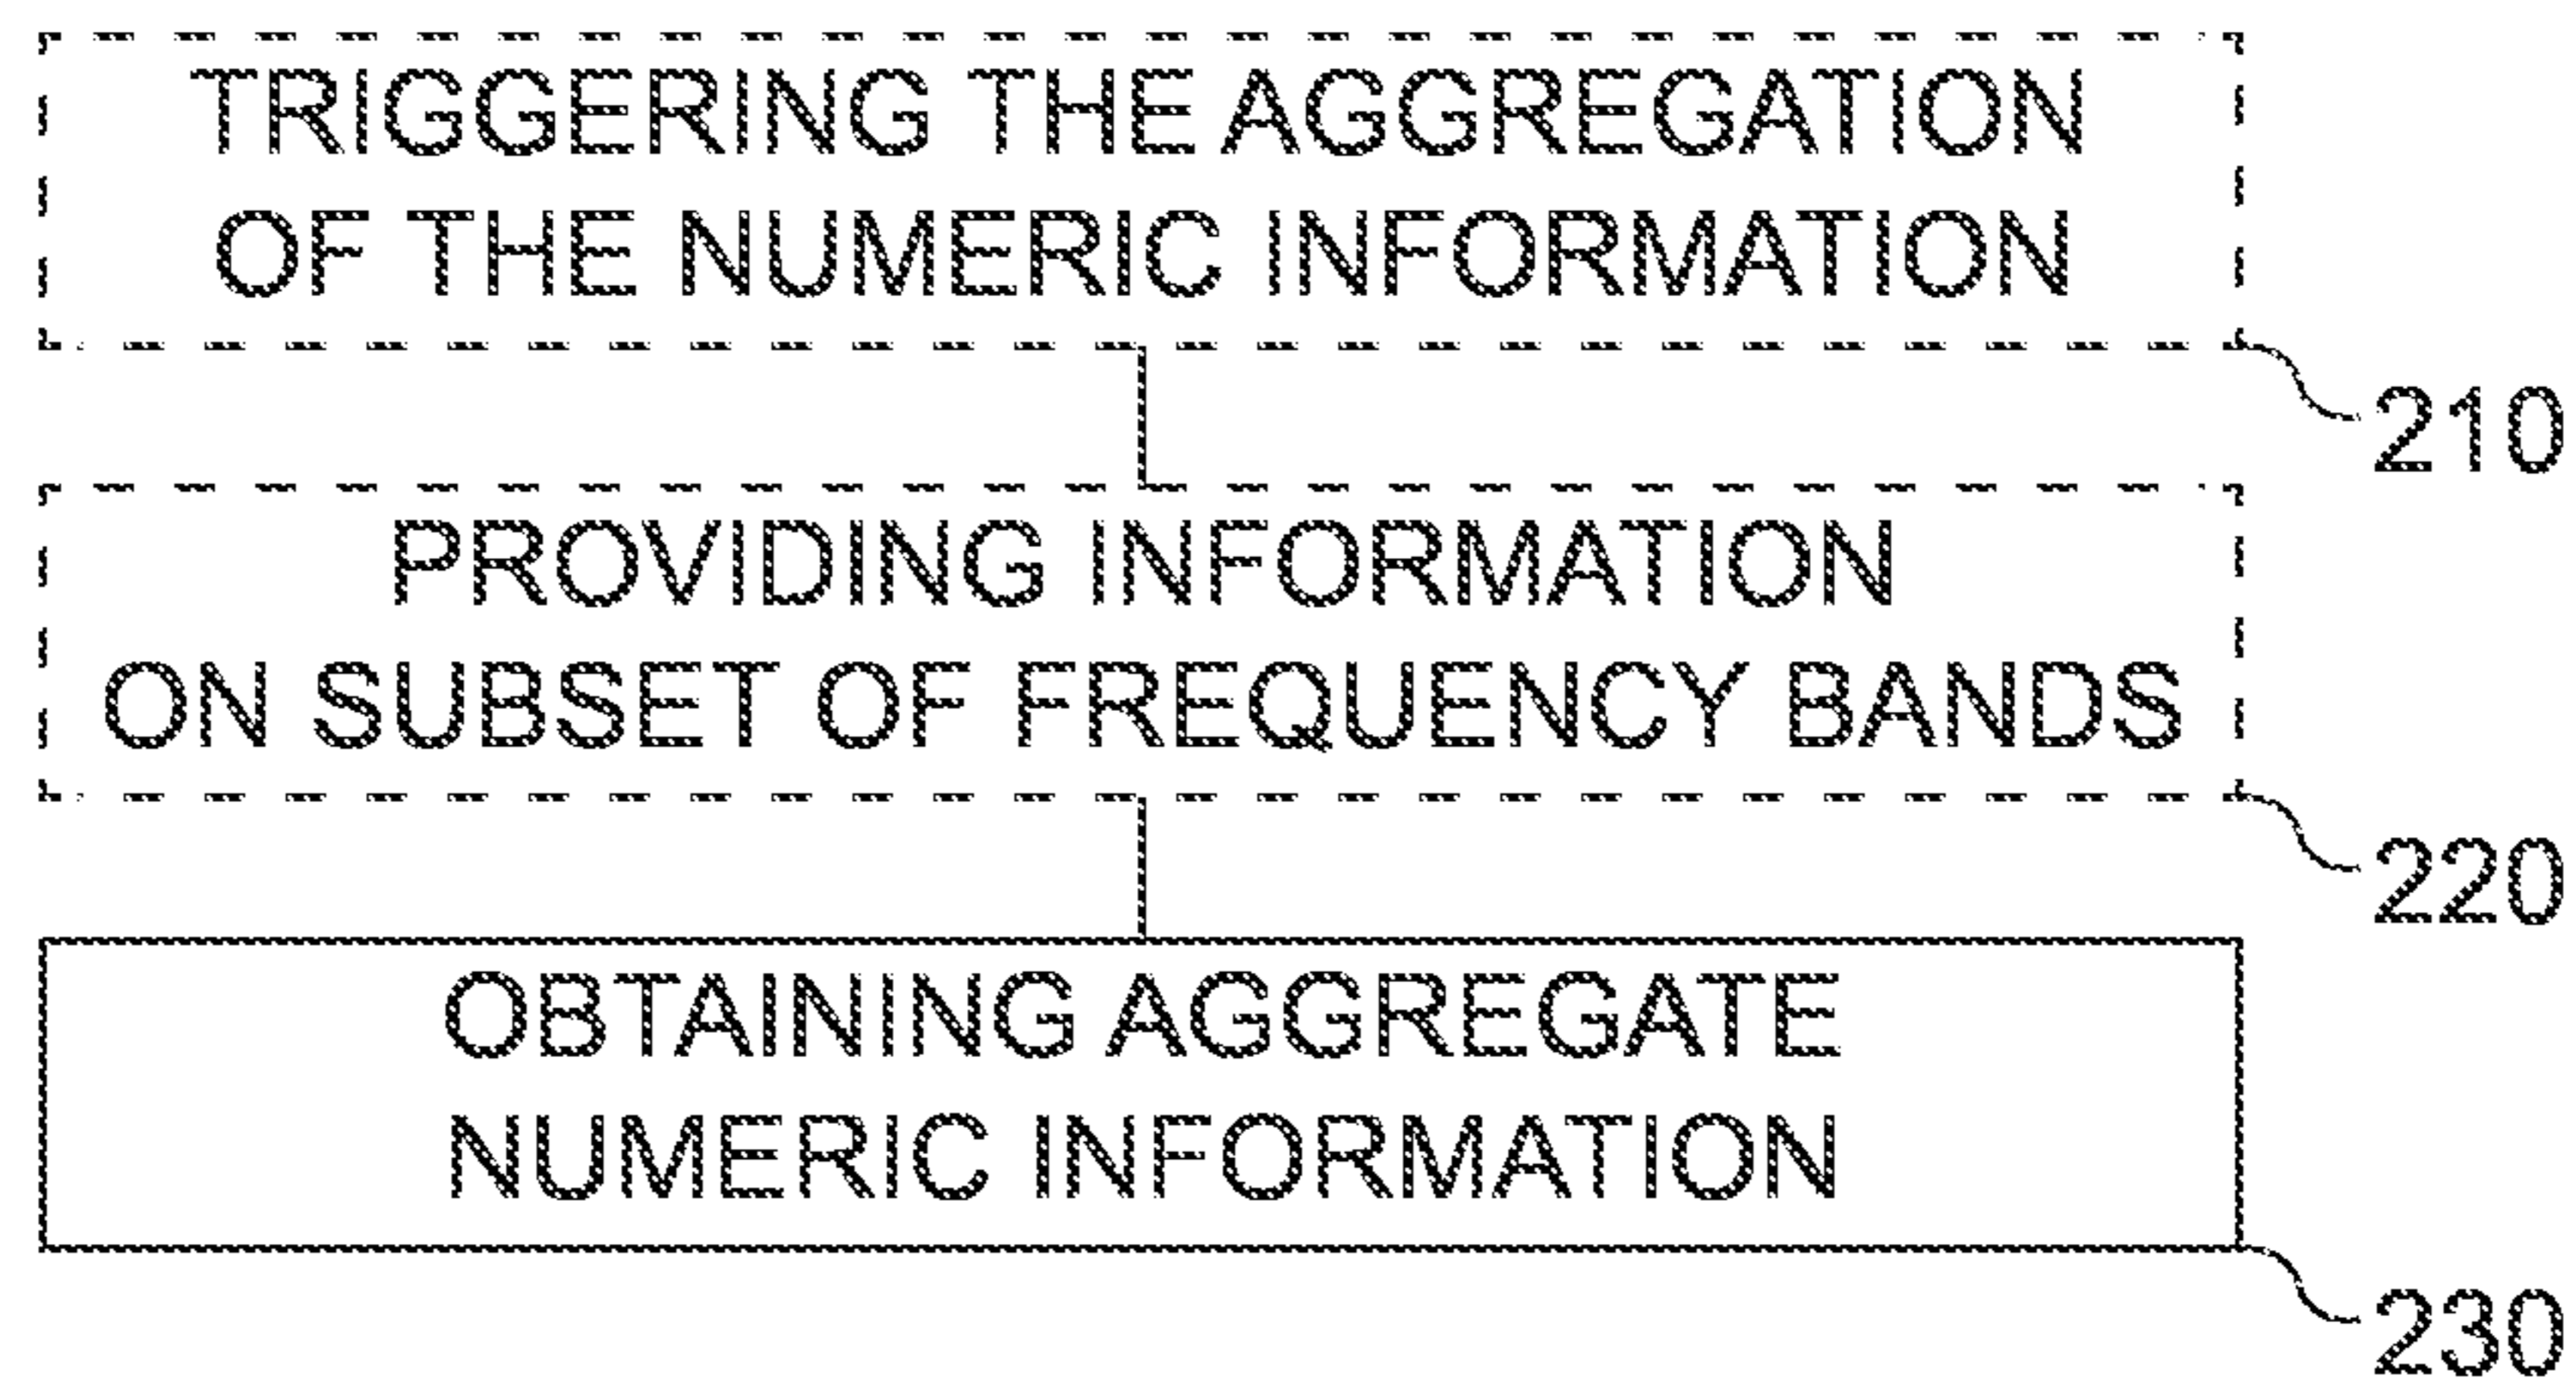 TRIGGERING THE AGGREGATION
OF THE NUMERIC INFORMATION
210
PROVIDING INFORMATION
ON SUBSET OF FREQUENCY BANDS
220
OBTAINING AGGREGATE
NUMERIC INFORMATION
230